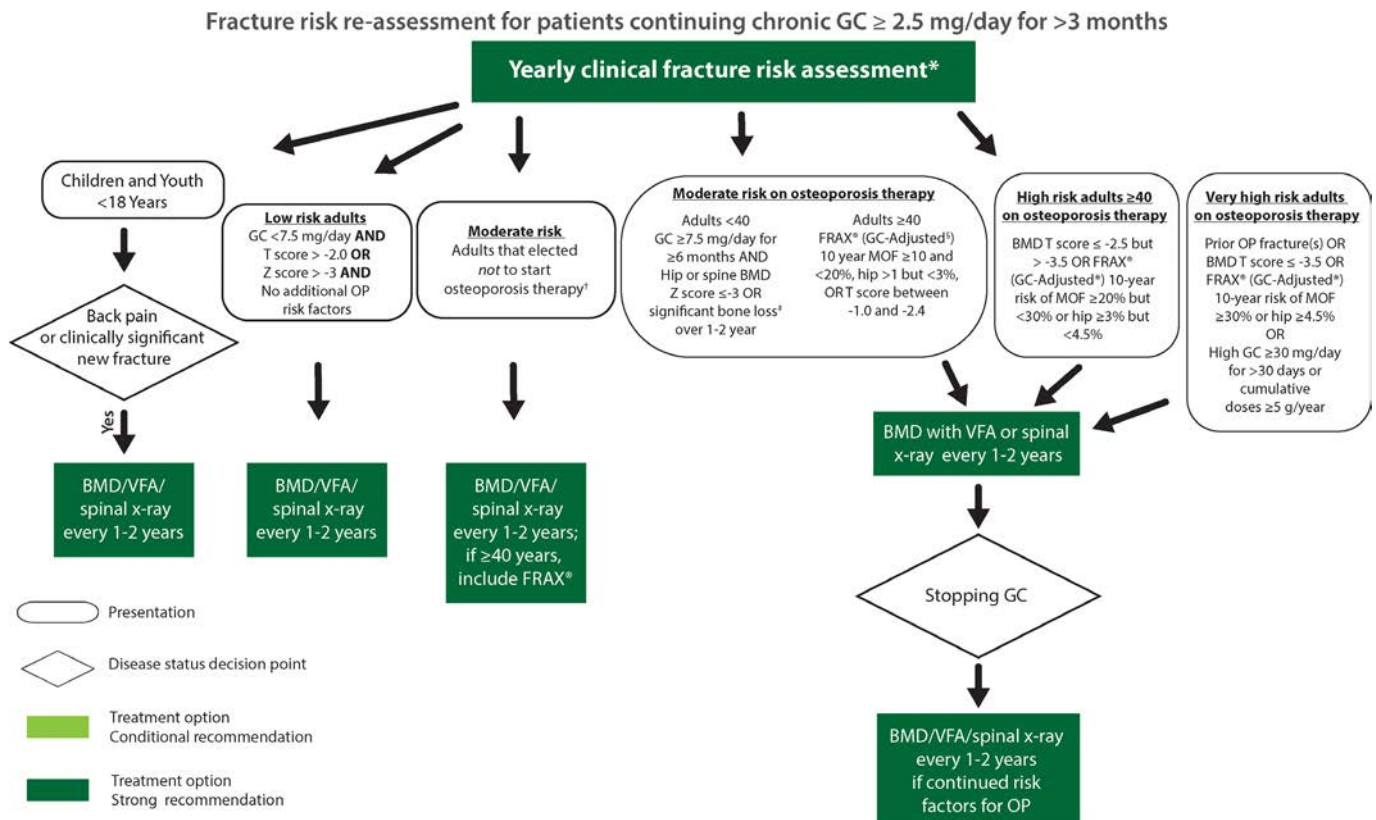 Fracture risk re-assessment for patients continuing chronic GC ≥ 2.5 mg/day for >3 months
Yearly clinical fracture risk assessment*
Children and Youth
<18 Years
Low risk adults
GC <7.5 mg/day AND
T score > -2.0 OR
Z score > -3 AND
No additional OP
risk factors
Moderate risk
Adults that elected
not to start
osteoporosis therapy†
Moderate risk on osteoporosis therapy
Adults <40
GC ≥7.5 mg/day for
≥6 months AND
Hip or spine BMD
Z score ≤-3 OR
significant bone loss‡
over 1-2 year
Adults ≥40
FRAX® (GC-Adjusted§)
10 year MOF ≥10 and
<20%, hip >1 but <3%,
OR T score between
-1.0 and -2.4
High risk adults ≥40
on osteoporosis therapy
BMD T score ≤ -2.5 but
> -3.5 OR FRAX®
(GC-Adjusted*) 10-year
risk of MOF ≥20% but
<30% or hip ≥3% but
<4.5%
Very high risk adults
on osteoporosis therapy
Prior OP fracture(s) OR
BMD T score ≤ -3.5 OR
FRAX® (GC-Adjusted*)
10-year risk of MOF
≥30% or hip ≥4.5%
OR
High GC ≥30 mg/day
for >30 days or
cumulative
doses ≥5 g/year
Back pain
or clinically significant
new fracture
Yes
BMD/VFA/
spinal x-ray
every 1-2 years
BMD/VFA/
spinal x-ray
every 1-2 years
BMD/VFA/
spinal x-ray
every 1-2 years;
if ≥40 years,
include FRAX®
BMD with VFA or spinal
x-ray every 1-2 years
Stopping GC
BMD/VFA/spinal x-ray
every 1-2 years
if continued risk
factors for OP
Presentation
Disease status decision point
Treatment option
Conditional recommendation
Treatment option
Strong recommendation